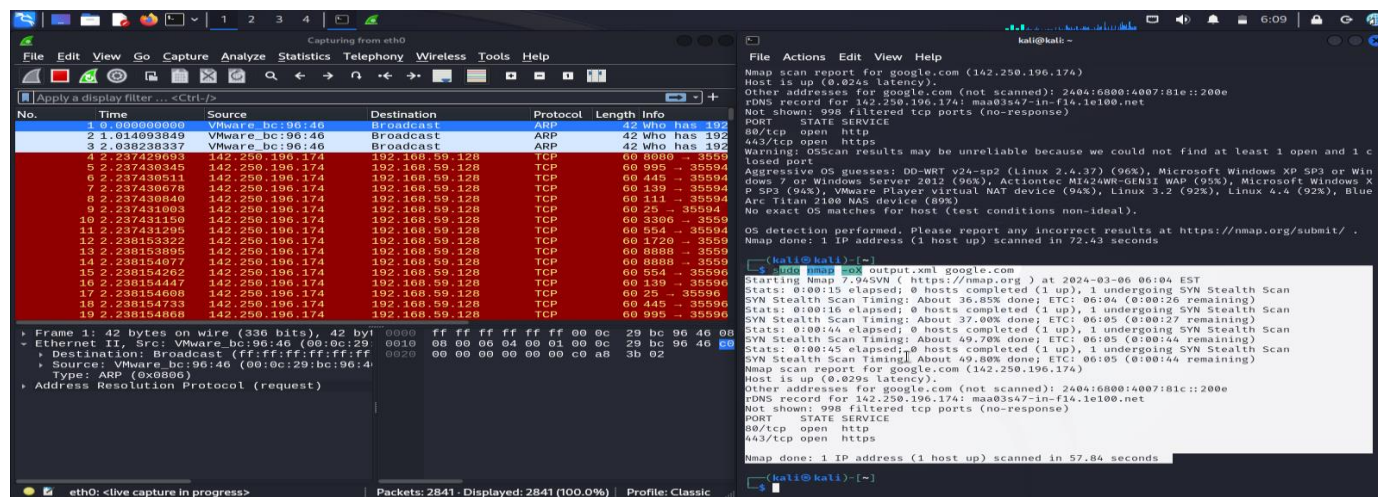 1 2 3 4
6:09
Capturing from eth0
File Edit View Go Capture Analyze Statistics Telephony Wireless Tools Help
Apply a display filter ... <Ctrl-/>
No. Time Source Destination Protocol Length Info
1 0.000000000 VMware_bc:96:46 Broadcast ARP 42 Who has 192
2 1.014093849 VMware_bc:96:46 Broadcast ARP 42 Who has 192
3 2.038238337 VMware_bc:96:46 Broadcast ARP 42 Who has 192
4 2.237429693 142.250.196.174 192.168.59.128 TCP 60 8080 → 3559
5 2.237430345 142.250.196.174 192.168.59.128 TCP 60 995 → 35594
6 2.237430511 142.250.196.174 192.168.59.128 TCP 60 445 → 35594
7 2.237430678 142.250.196.174 192.168.59.128 TCP 60 139 → 35594
8 2.237430840 142.250.196.174 192.168.59.128 TCP 60 111 → 35594
9 2.237431003 142.250.196.174 192.168.59.128 TCP 60 25 → 35594
10 2.237431150 142.250.196.174 192.168.59.128 TCP 60 3306 → 3559
11 2.237431295 142.250.196.174 192.168.59.128 TCP 60 554 → 35594
12 2.238153322 142.250.196.174 192.168.59.128 TCP 60 1720 → 3559
13 2.238153895 142.250.196.174 192.168.59.128 TCP 60 8888 → 3559
14 2.238154077 142.250.196.174 192.168.59.128 TCP 60 8888 → 3559
15 2.238154262 142.250.196.174 192.168.59.128 TCP 60 554 → 35596
16 2.238154447 142.250.196.174 192.168.59.128 TCP 60 139 → 35596
17 2.238154608 142.250.196.174 192.168.59.128 TCP 60 25 → 35596
18 2.238154733 142.250.196.174 192.168.59.128 TCP 60 445 → 35596
19 2.238154868 142.250.196.174 192.168.59.128 TCP 60 995 → 35596
Frame 1: 42 bytes on wire (336 bits), 42 by
Ethernet II, Src: VMware_bc:96:46 (00:0c:29:
Destination: Broadcast (ff:ff:ff:ff:ff:ff
Source: VMware_bc:96:46 (00:0c:29:bc:96:4
Type: ARP (0x0806)
Address Resolution Protocol (request)
0000 ff ff ff ff ff ff 00 0c 29 bc 96 46 08
0010 08 00 06 04 00 01 00 0c 29 bc 96 46 c0
0020 00 00 00 00 00 00 c0 a8 3b 02
eth0: <live capture in progress>
Packets: 2841 · Displayed: 2841 (100.0%)
Profile: Classic
kali@kali: ~
File Actions Edit View Help
Nmap scan report for google.com (142.250.196.174)
Host is up (0.024s latency).
Other addresses for google.com (not scanned): 2404:6800:4007:81e::200e
rDNS record for 142.250.196.174: maa03s47-in-f14.1e100.net
Not shown: 998 filtered tcp ports (no-response)
PORT STATE SERVICE
80/tcp open http
443/tcp open https
Warning: OSScan results may be unreliable because we could not find at least 1 open and 1 c
losed port
Aggressive OS guesses: DD-WRT v24-sp2 (Linux 2.4.37) (96%), Microsoft Windows XP SP3 or Win
dows 7 or Windows Server 2012 (96%), Actiontec MI424WR-GEN3I WAP (95%), Microsoft Windows X
P SP3 (94%), VMware Player virtual NAT device (94%), Linux 3.2 (92%), Linux 4.4 (92%), Blue
Arc Titan 2100 NAS device (89%)
No exact OS matches for host (test conditions non-ideal).
OS detection performed. Please report any incorrect results at https://nmap.org/submit/ .
Nmap done: 1 IP address (1 host up) scanned in 72.43 seconds
(kali㉿kali)-[~]
$ sudo nmap -oX output.xml google.com
Starting Nmap 7.94SVN ( https://nmap.org ) at 2024-03-06 06:04 EST
Stats: 0:00:15 elapsed; 0 hosts completed (1 up), 1 undergoing SYN Stealth Scan
SYN Stealth Scan Timing: About 36.85% done; ETC: 06:04 (0:00:26 remaining)
Stats: 0:00:16 elapsed; 0 hosts completed (1 up), 1 undergoing SYN Stealth Scan
SYN Stealth Scan Timing: About 37.00% done; ETC: 06:05 (0:00:27 remaining)
Stats: 0:00:44 elapsed; 0 hosts completed (1 up), 1 undergoing SYN Stealth Scan
SYN Stealth Scan Timing: About 49.70% done; ETC: 06:05 (0:00:44 remaining)
Stats: 0:00:45 elapsed; 0 hosts completed (1 up), 1 undergoing SYN Stealth Scan
SYN Stealth Scan Timing: About 49.80% done; ETC: 06:05 (0:00:44 remaining)
Nmap scan report for google.com (142.250.196.174)
Host is up (0.029s latency).
Other addresses for google.com (not scanned): 2404:6800:4007:81c::200e
rDNS record for 142.250.196.174: maa03s47-in-f14.1e100.net
Not shown: 998 filtered tcp ports (no-response)
PORT STATE SERVICE
80/tcp open http
443/tcp open https
Nmap done: 1 IP address (1 host up) scanned in 57.84 seconds
(kali㉿kali)-[~]
$